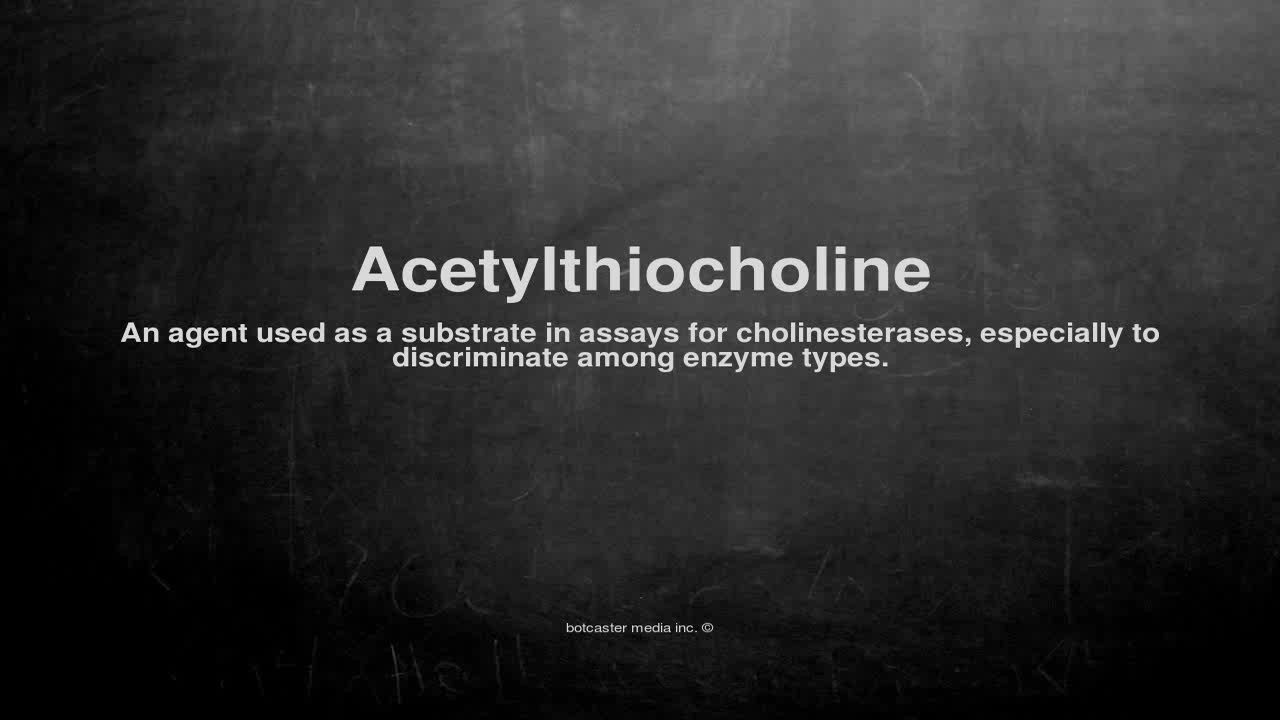 Acetylthiocholine
An agent used as a substrate in assays for cholinesterases, especially to
discriminate among enzyme types.
botcaster media inc. ©